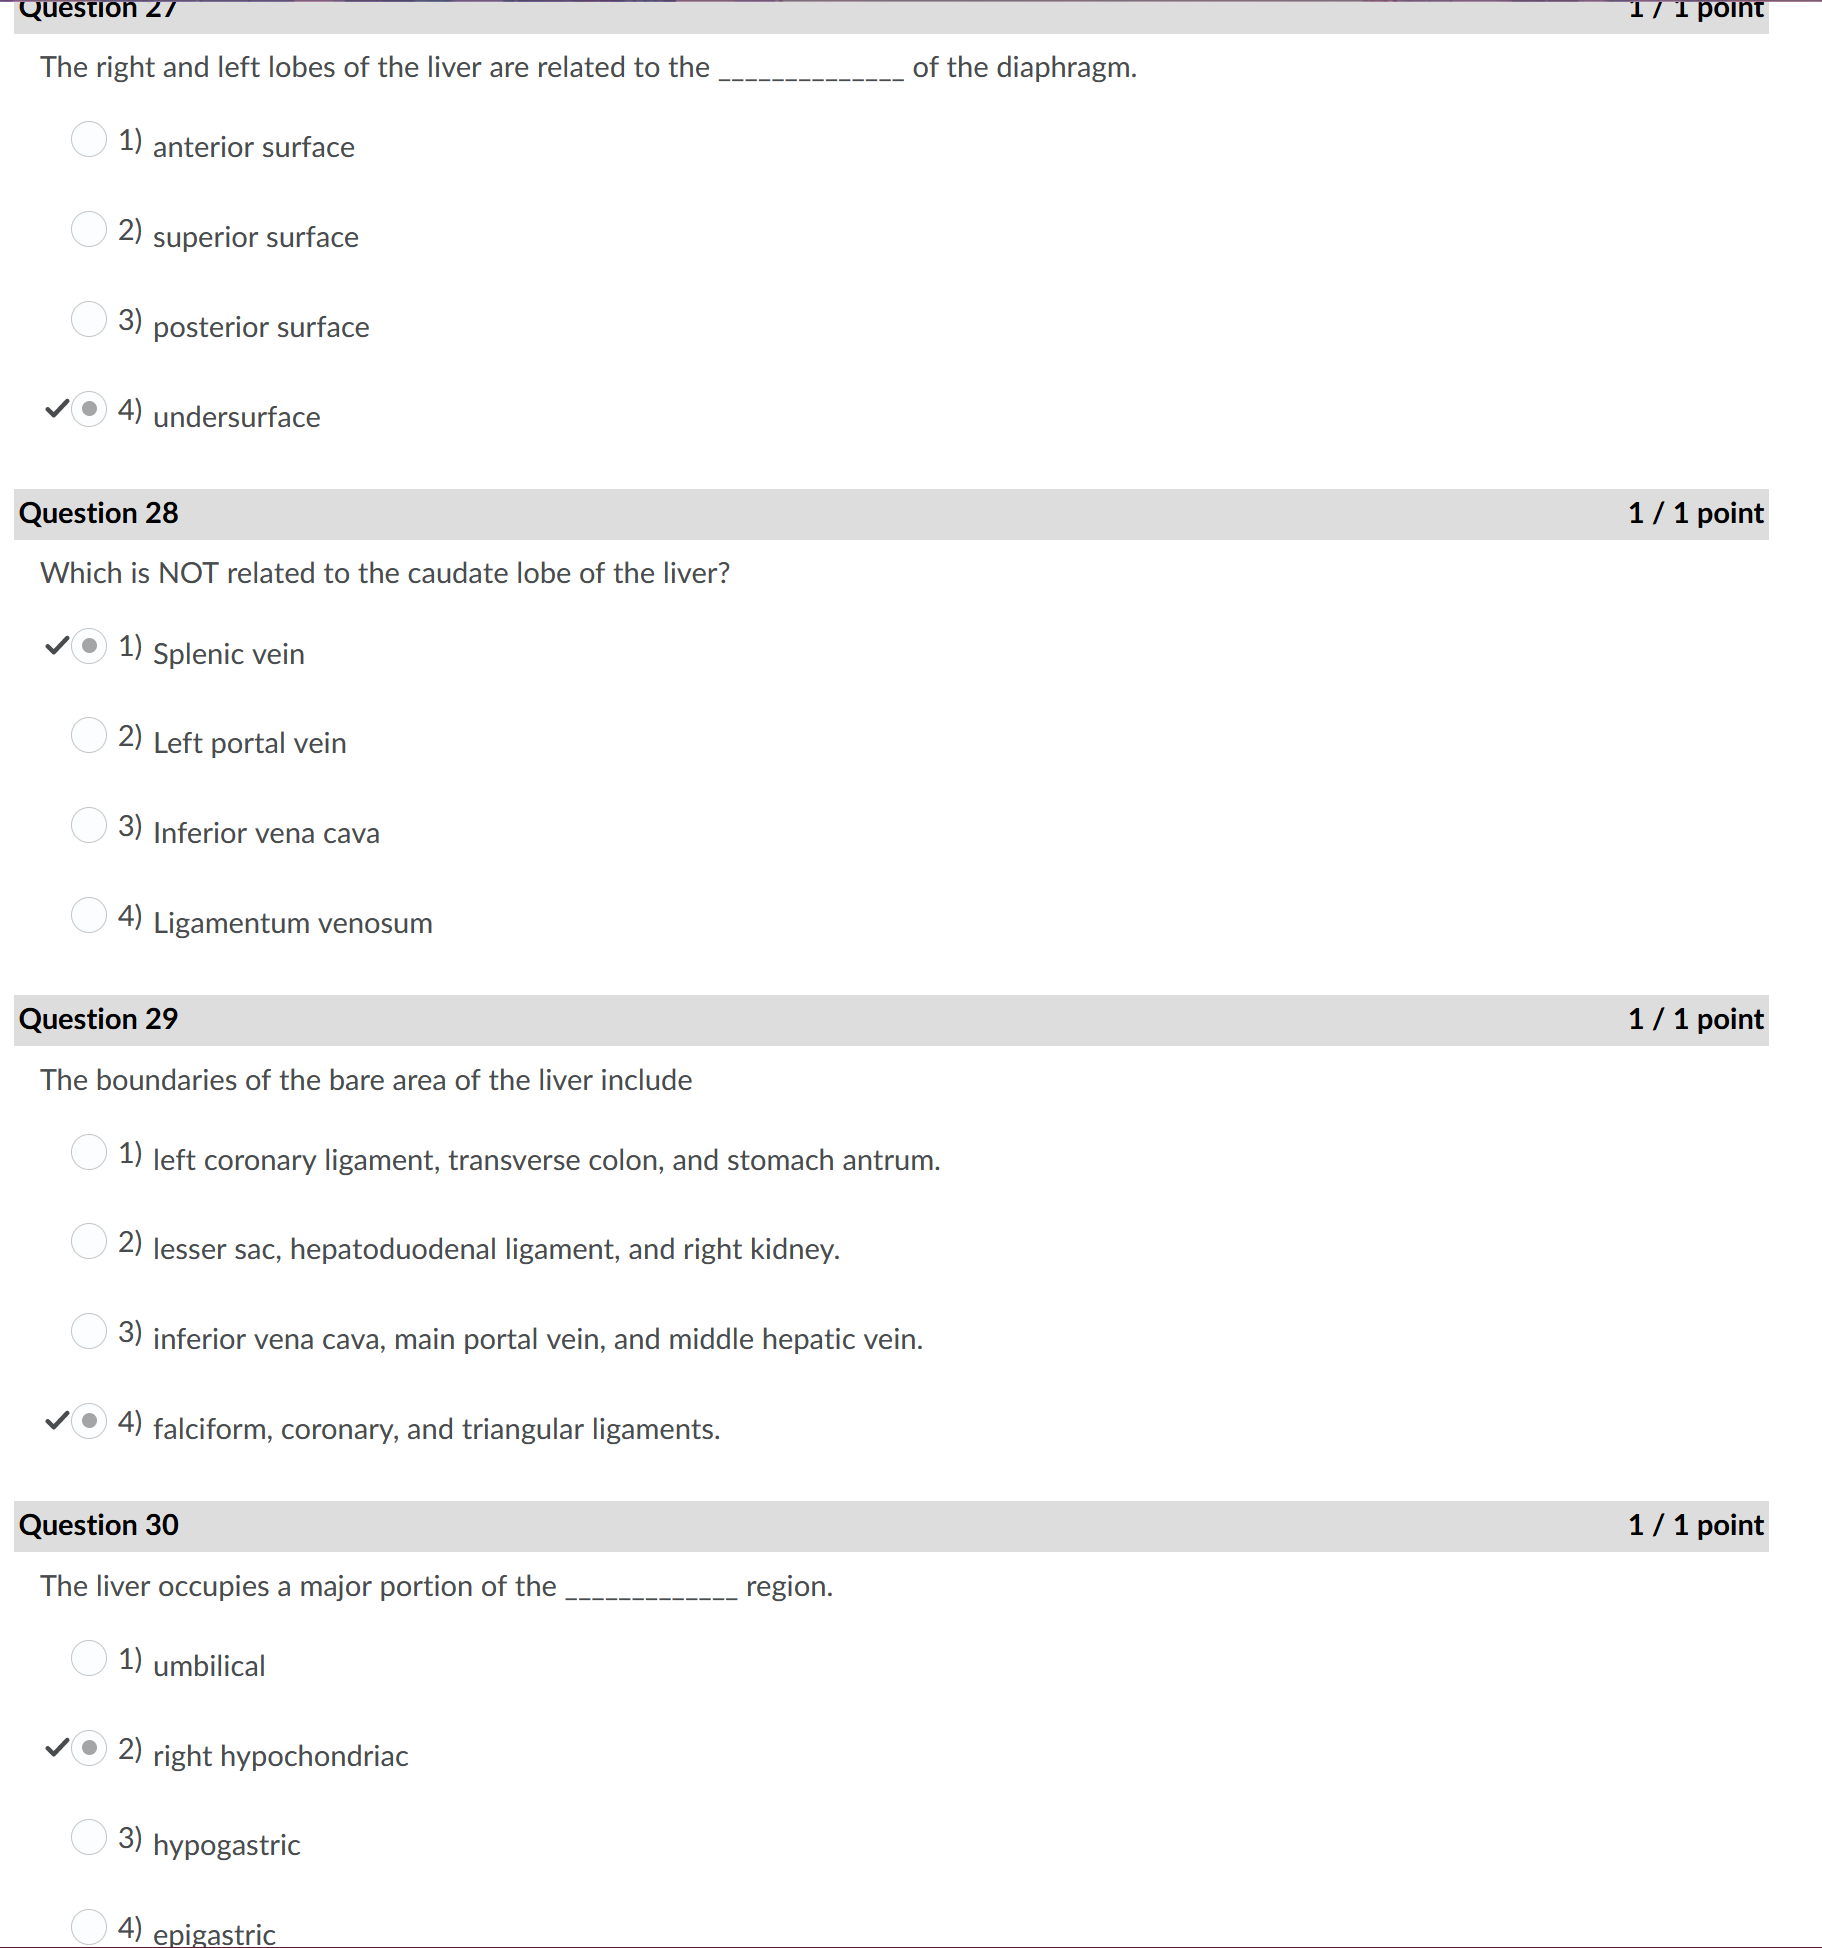 Question 27 1 / 1 point
The right and left lobes of the liver are related to the ______________ of the diaphragm.
1) anterior surface
2) superior surface
3) posterior surface
4) undersurface
Question 28 1 / 1 point
Which is NOT related to the caudate lobe of the liver?
1) Splenic vein
2) Left portal vein
3) Inferior vena cava
4) Ligamentum venosum
Question 29 1 / 1 point
The boundaries of the bare area of the liver include
1) left coronary ligament, transverse colon, and stomach antrum.
2) lesser sac, hepatoduodenal ligament, and right kidney.
3) inferior vena cava, main portal vein, and middle hepatic vein.
4) falciform, coronary, and triangular ligaments.
Question 30 1 / 1 point
The liver occupies a major portion of the _____________ region.
1) umbilical
2) right hypochondriac
3) hypogastric
4) epigastric